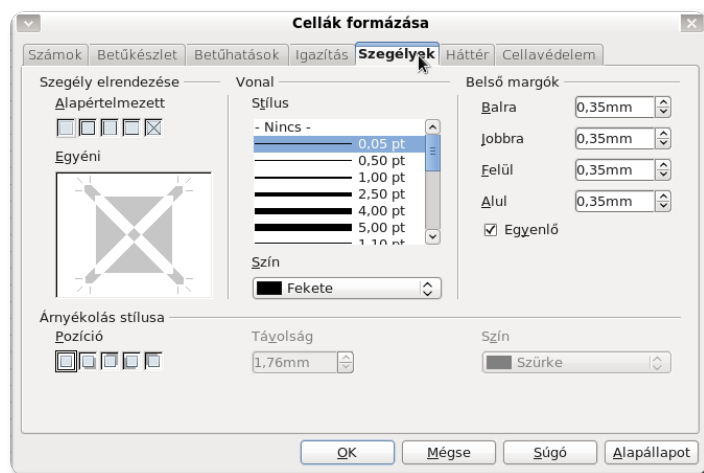 Cellák formázása
Számok Betűkészlet Betűhatások Igazítás Szegélyek Háttér Cellavédelem
Szegély elrendezése
Alapértelmezett
Egyéni
Vonal
Stílus
- Nincs -
0,05 pt
0,50 pt
1,00 pt
2,50 pt
4,00 pt
5,00 pt
1,10 pt
Szín
Fekete
Belső margók
Balra 0,35mm
Jobbra 0,35mm
Felül 0,35mm
Alul 0,35mm
Egyenlő
Árnyékolás stílusa
Pozíció
Távolság
1,76mm
Szín
Szürke
OK Mégse Súgó Alapállapot